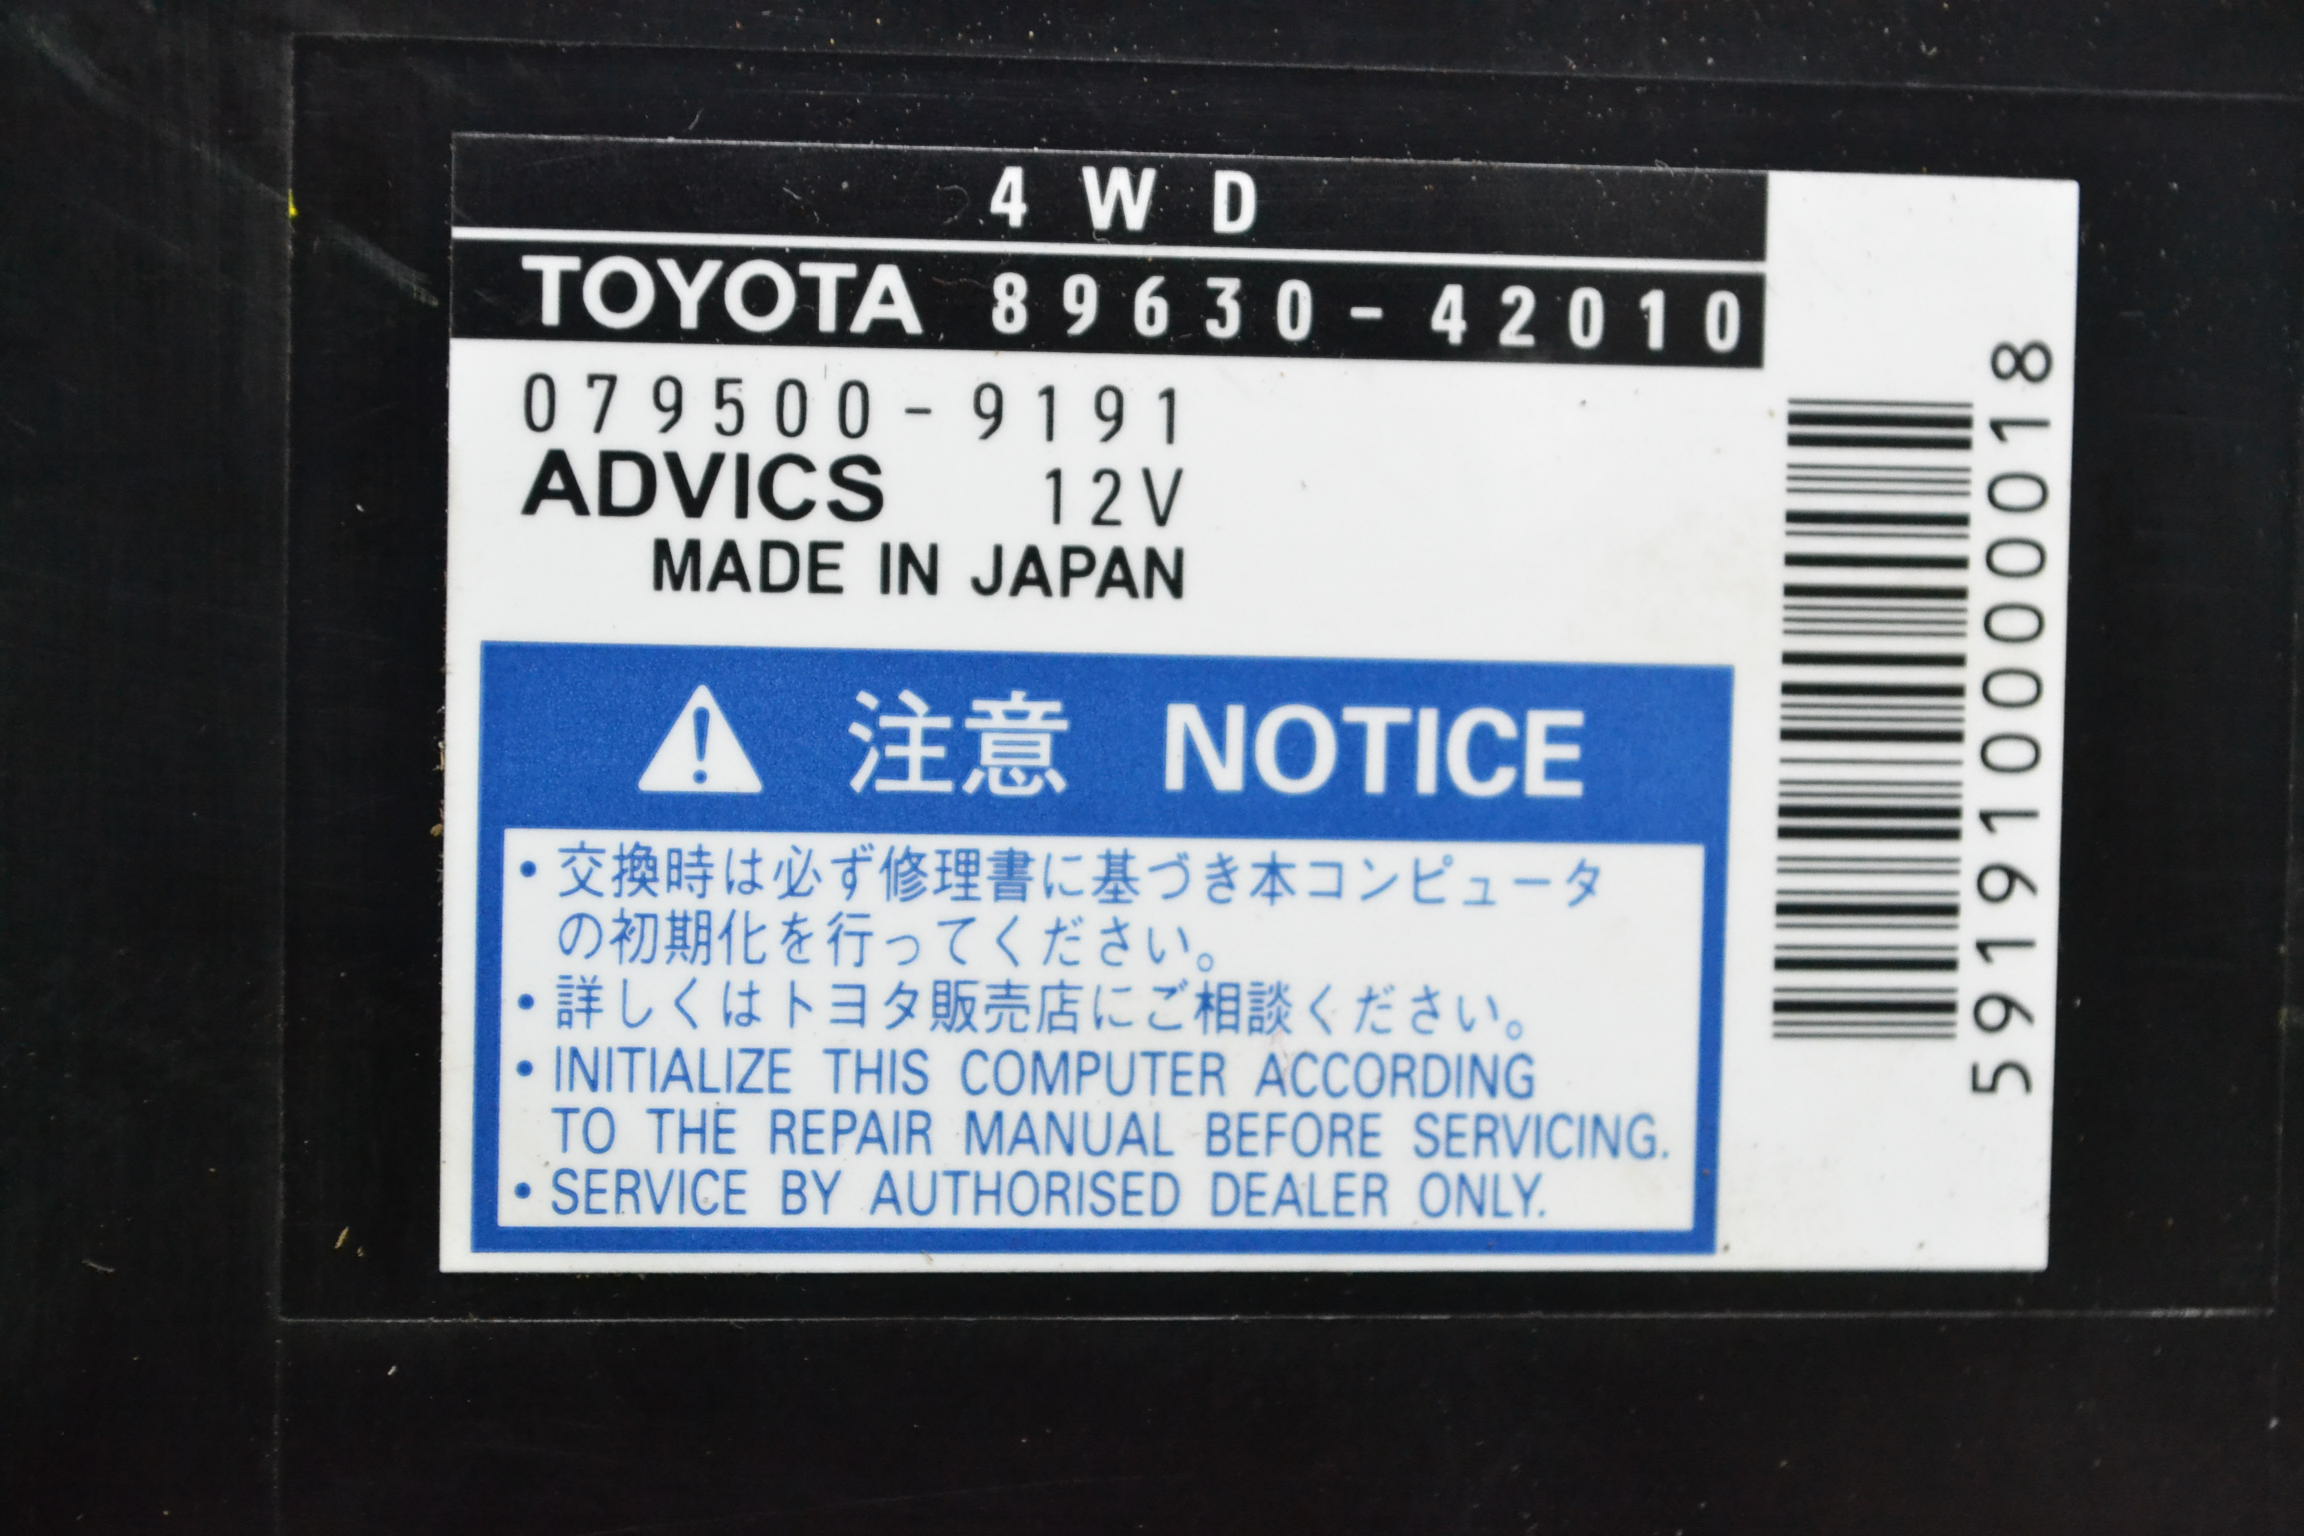 4WD
TOYOTA 89630-42010
079500-9191
ADVICS 12V
MADE IN JAPAN
注意 NOTICE
・交換時は必ず修理書に基づき本コンピュータ
の初期化を行ってください。
・詳しくはトヨタ販売店にご相談ください。
・INITIALIZE THIS COMPUTER ACCORDING
TO THE REPAIR MANUAL BEFORE SERVICING.
・SERVICE BY AUTHORISED DEALER ONLY.
59191000018